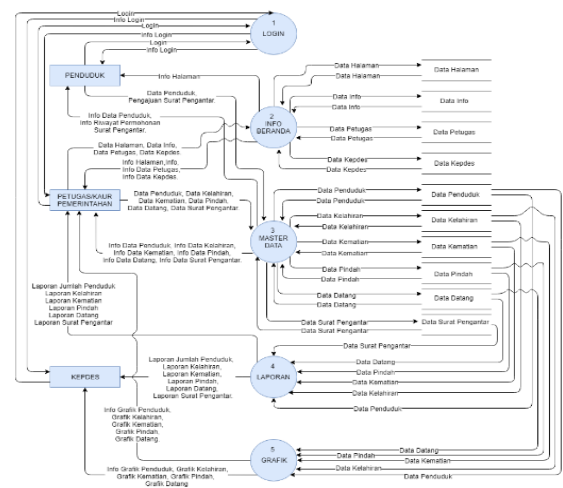 Login
Info Login
Login
Info Login
Login
Info Login
1
LOGIN
PENDUDUK
Info Halaman
Data Penduduk,
Pengajuan Surat Pengantar.
Info Data Penduduk,
Info Riwayat Permohonan
Surat Pengantar.
Data Halaman, Data Info,
Data Petugas, Data Kepdes.
Info Halaman,Info,
Info Data Petugas,
Info Data Kepdes.
2
INFO
BERANDA
Data Halaman
Data Halaman
Data Halaman
Data Info
Data Info
Data Info
Data Petugas
Data Petugas
Data Petugas
Data Kepdes
Data Kepdes
Data Kepdes
PETUGAS/KAUR
PEMERINTAHAN
Data Penduduk, Data Kelahiran,
Data Kematian, Data Pindah,
Data Datang, Data Surat Pengantar.
Info Data Penduduk, Info Data Kelahiran,
Info Data Kematian, Info Data Pindah,
Info Data Datang, Info Data Surat Pengantar.
3
MASTER
DATA
Data Penduduk
Data Penduduk
Data Penduduk
Data Kelahiran
Data Kelahiran
Data Kelahiran
Data Kematian
Data Kematian
Data Kematian
Data Pindah
Data Pindah
Data Pindah
Data Datang
Data Datang
Data Datang
Data Surat Pengantar
Data Surat Pengantar
Data Surat Pengantar
Laporan Jumlah Penduduk
Laporan Kelahiran
Laporan Kematian
Laporan Pindah
Laporan Datang
Laporan Surat Pengantar
KEPDES
Laporan Jumlah Penduduk,
Laporan Kelahiran,
Laporan Kematian,
Laporan Pindah,
Laporan Datang,
Laporan Surat Pengantar.
4
LAPORAN
Data Surat Pengantar
Data Datang
Data Pindah
Data Kematian
Data Kelahiran
Data Penduduk
Info Grafik Penduduk,
Grafik Kelahiran,
Grafik Kematian,
Grafik Pindah,
Grafik Datang.
Info Grafik Penduduk, Grafik Kelahiran,
Grafik Kematian, Grafik Pindah,
Grafik Datang
5
GRAFIK
Data Datang
Data Pindah
Data Kematian
Data Kelahiran
Data Penduduk